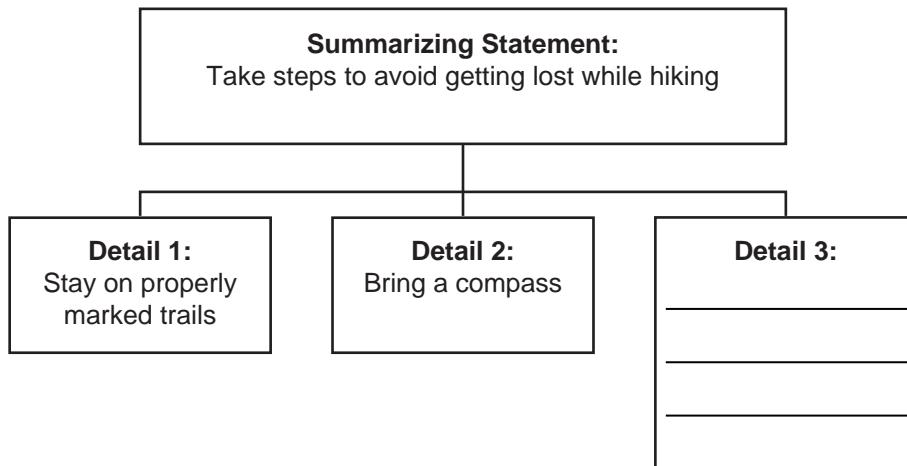 Summarizing Statement:
Take steps to avoid getting lost while hiking
Detail 1:
Stay on properly
marked trails
Detail 2:
Bring a compass
Detail 3: